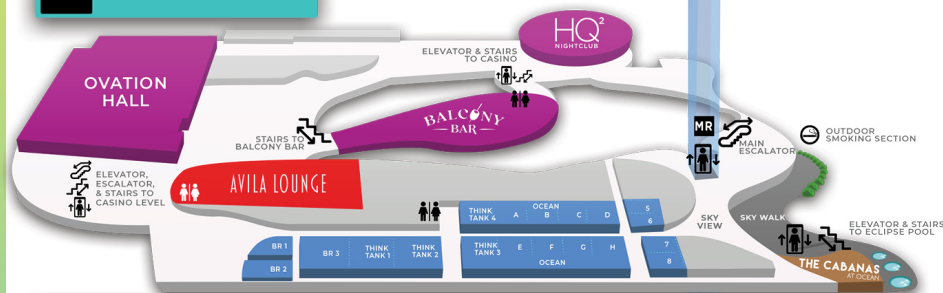 HQ²
NIGHTCLUB
ELEVATOR & STAIRS
TO CASINO
OVATION
HALL
BALCONY
BAR
STAIRS TO
BALCONY BAR
MR
MAIN
ESCALATOR
OUTDOOR
SMOKING SECTION
ELEVATOR,
ESCALATOR,
& STAIRS TO
CASINO LEVEL
AVILA LOUNGE
THINK
TANK 4
OCEAN
A B C D
5
6
SKY
VIEW
SKY WALK
ELEVATOR & STAIRS
TO ECLIPSE POOL
BR 1
BR 2
BR 3
THINK
TANK 1
THINK
TANK 2
THINK
TANK 3
E F G H
OCEAN
7
8
THE CABANAS
AT OCEAN